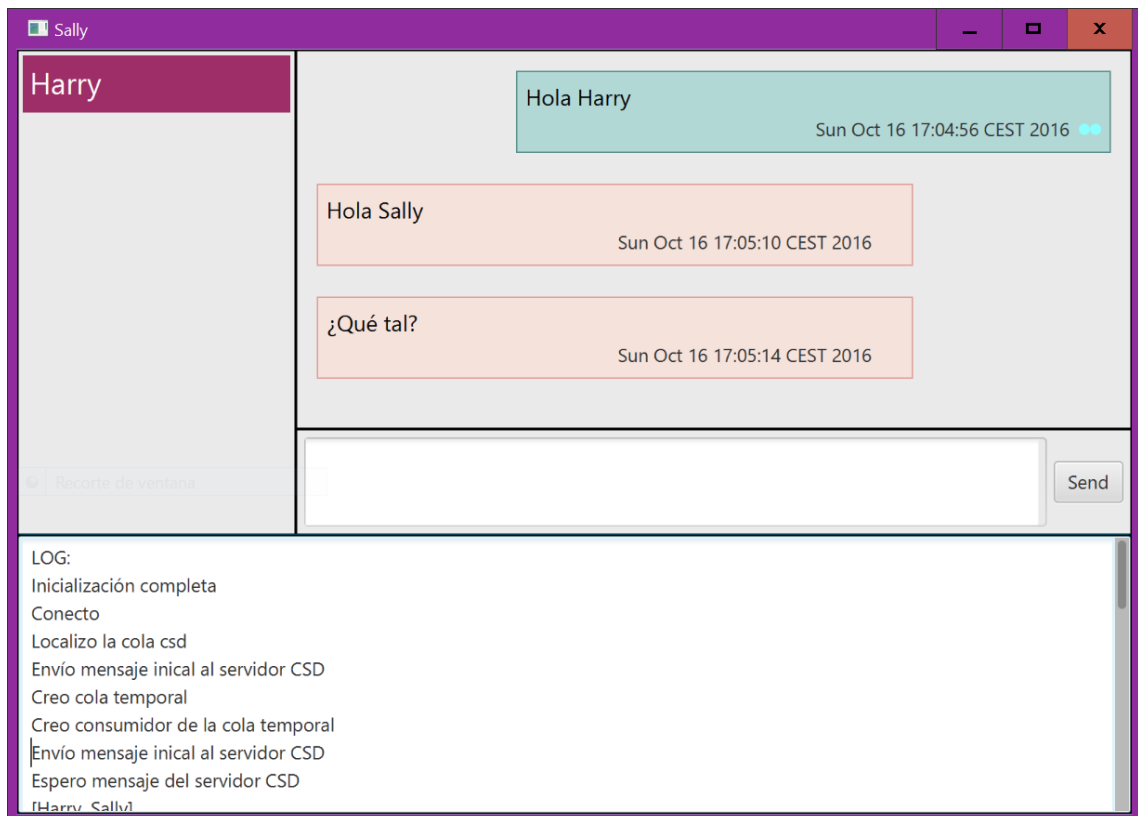 Sally
Harry
Hola Harry
Sun Oct 16 17:04:56 CEST 2016
Hola Sally
Sun Oct 16 17:05:10 CEST 2016
¿Qué tal?
Sun Oct 16 17:05:14 CEST 2016
Recorte de ventana
Send
LOG:
Inicialización completa
Conecto
Localizo la cola csd
Envío mensaje inical al servidor CSD
Creo cola temporal
Creo consumidor de la cola temporal
Envío mensaje inical al servidor CSD
Espero mensaje del servidor CSD
[Harry, Sally]